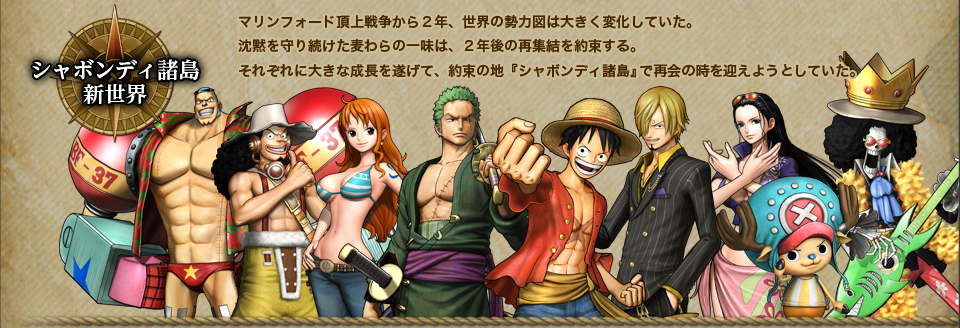 マリンフォード頂上戦争から２年、世界の勢力図は大きく変化していた。
沈黙を守り続けた麦わらの一味は、２年後の再集結を約束する。
それぞれに大きな成長を遂げて、約束の地『シャボンディ諸島』で再会の時を迎えようとしていた。
シャボンディ諸島
新世界
BF-37
BF-37